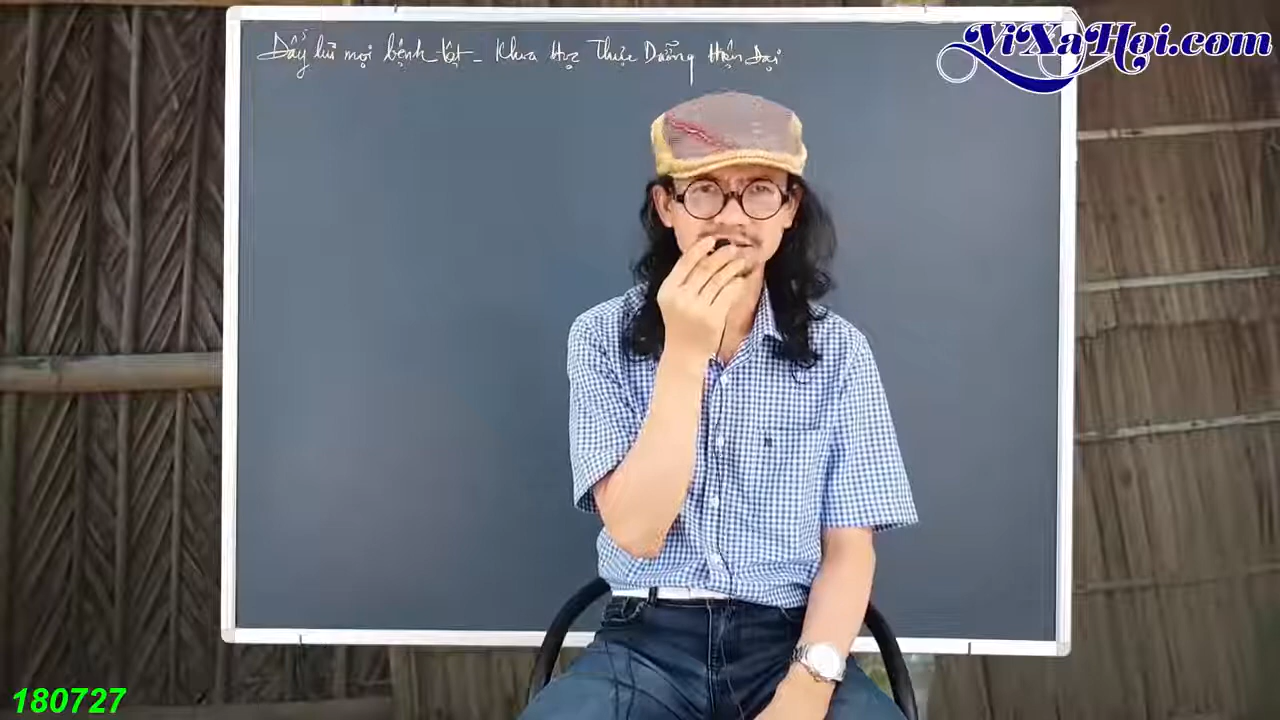 Đẩy lùi mọi bệnh tật - Khoa Học Thực Dưỡng Hiện Đại
ViXaHoi.com
180727